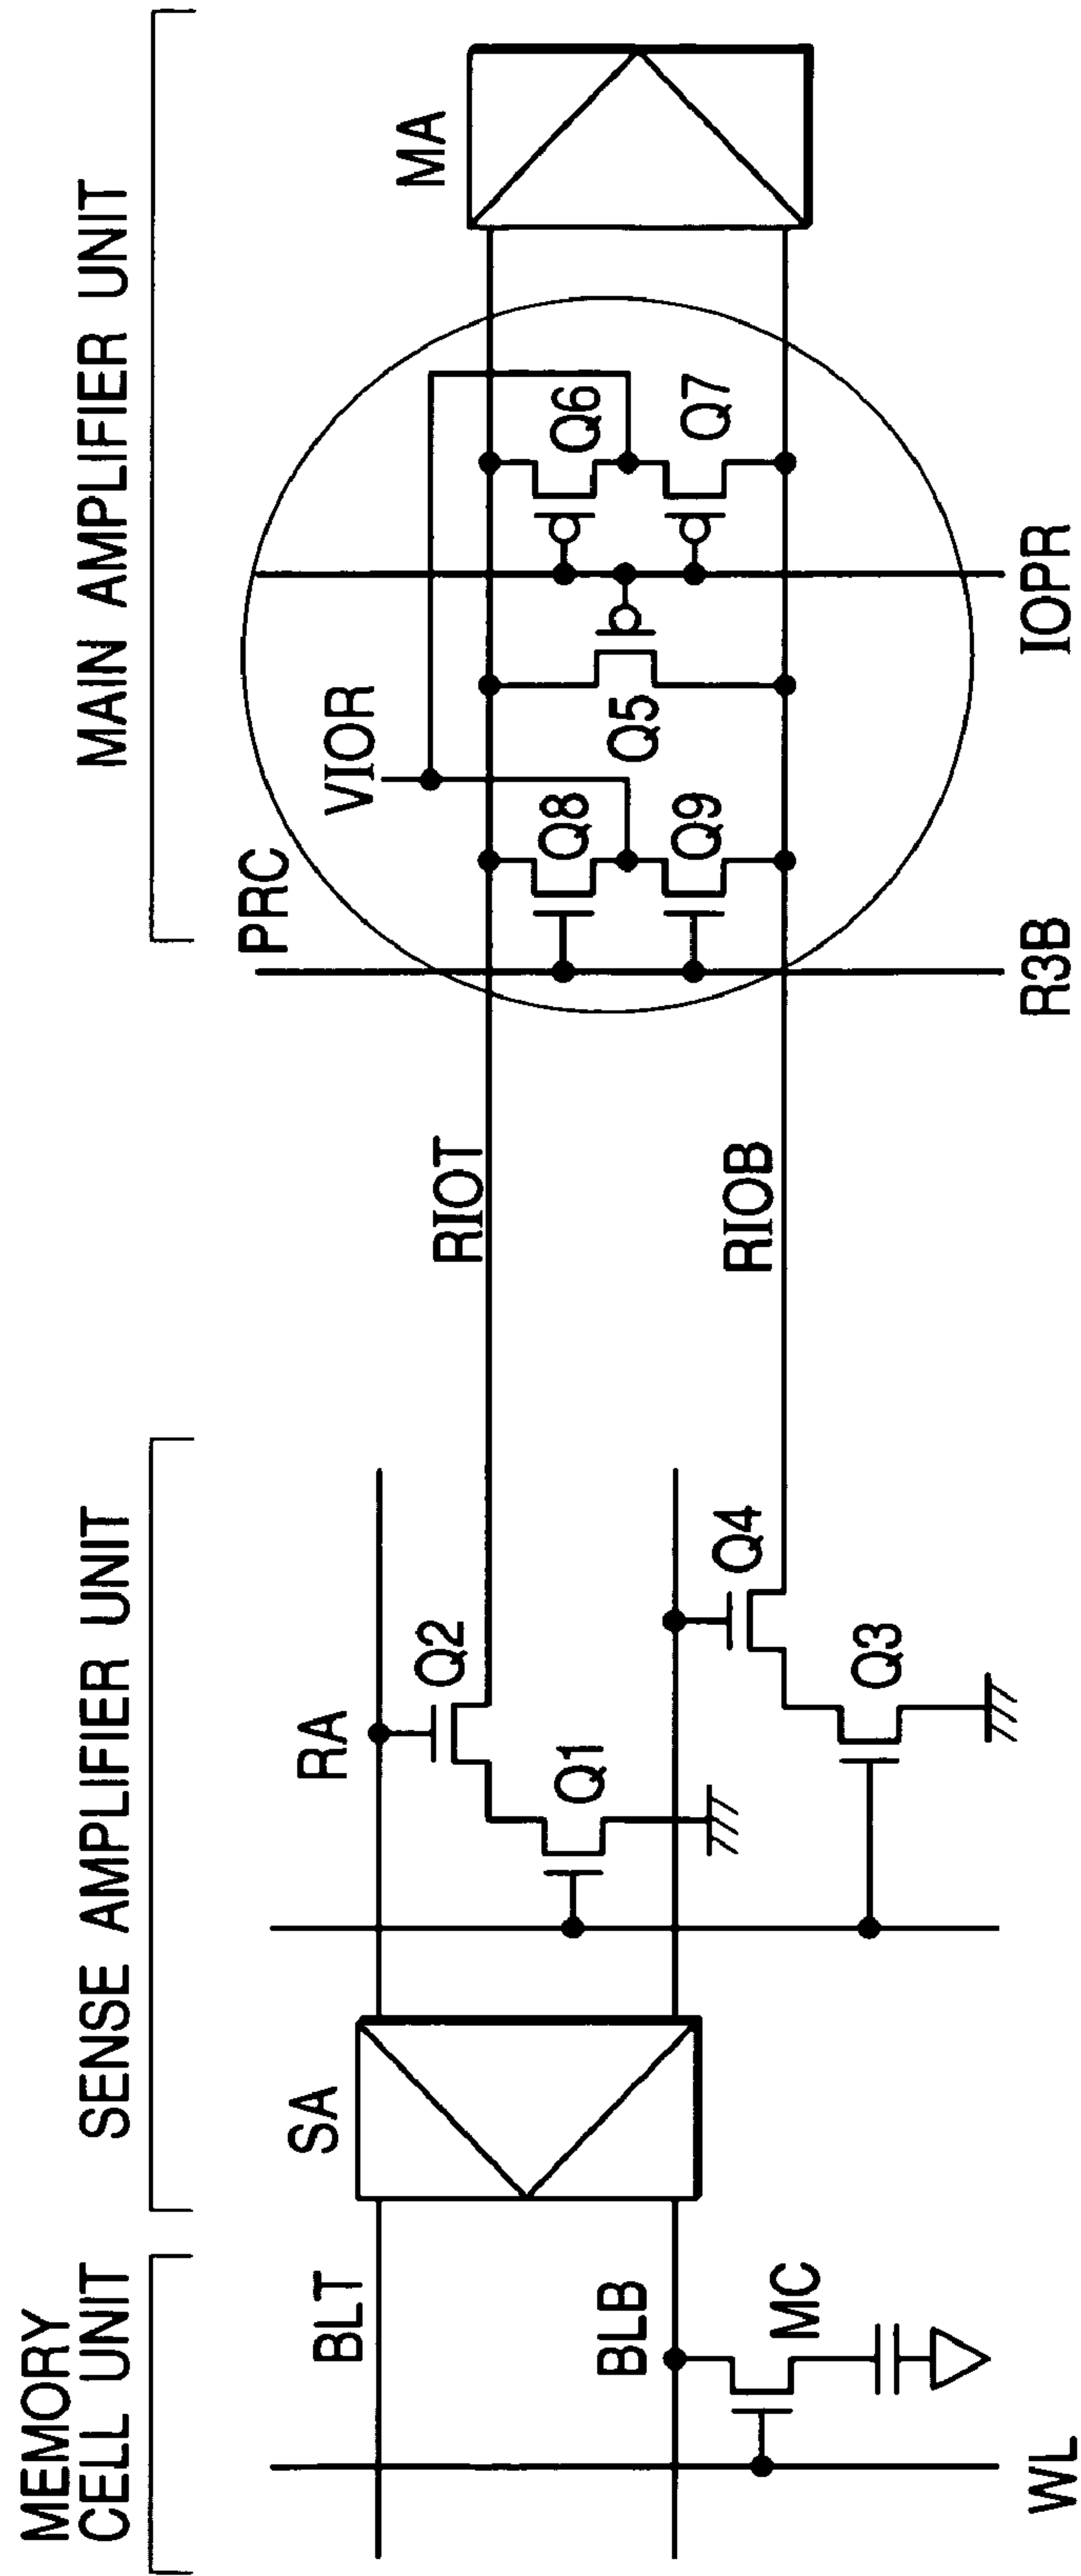 MEMORY
CELL UNIT
SENSE AMPLIFIER UNIT
MAIN AMPLIFIER UNIT
BLT
SA
RA
Q2
RIOT
PRC
VIOR
MA
Q1
Q8
Q5
Q6
BLB
MC
Q4
Q3
RIOB
Q9
Q7
WL
R3B
IOPR